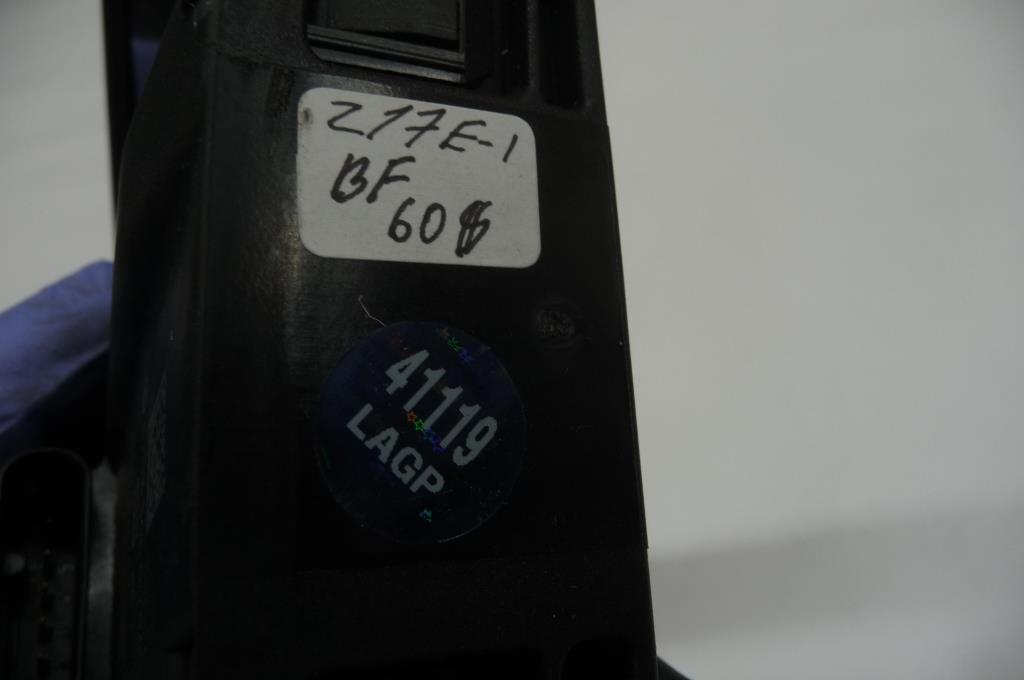 Z17E-1
BF
60$
41119
LAGP